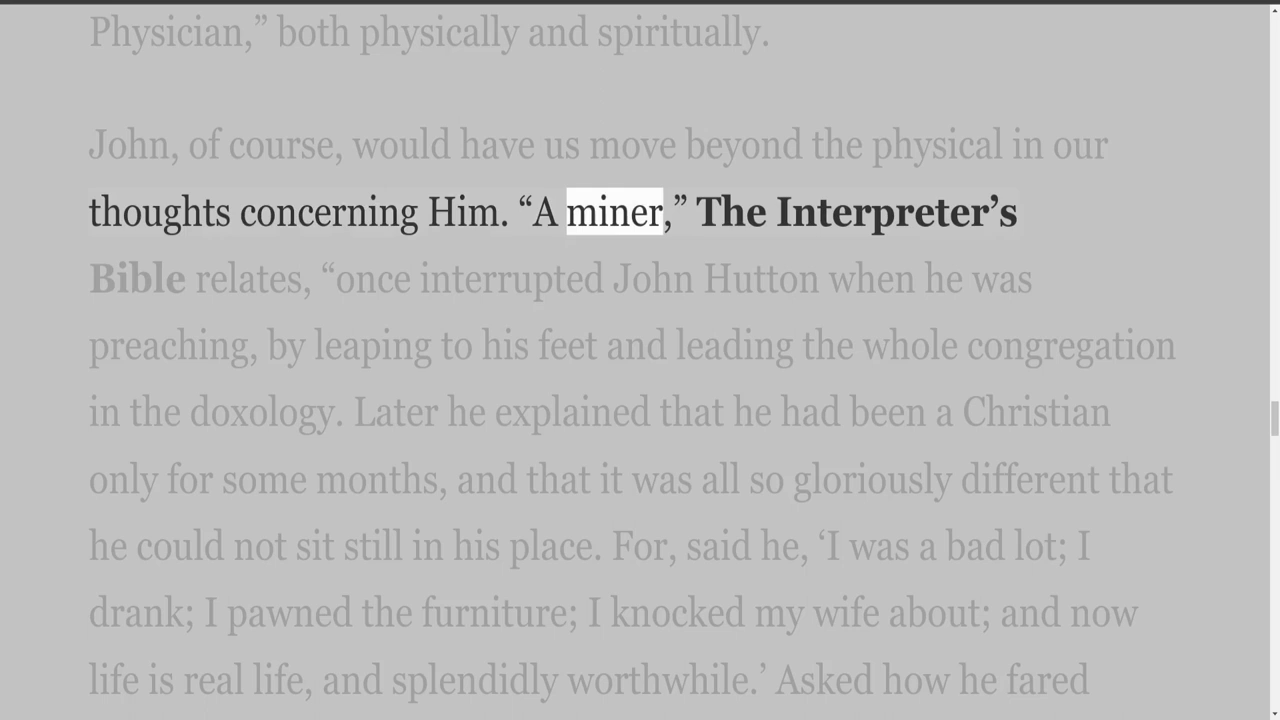 Physician,” both physically and spiritually.
John, of course, would have us move beyond the physical in our
thoughts concerning Him. “A miner,” The Interpreter’s
Bible relates, “once interrupted John Hutton when he was
preaching, by leaping to his feet and leading the whole congregation
in the doxology. Later he explained that he had been a Christian
only for some months, and that it was all so gloriously different that
he could not sit still in his place. For, said he, ‘I was a bad lot; I
drank; I pawned the furniture; I knocked my wife about; and now
life is real life, and splendidly worthwhile.’ Asked how he fared